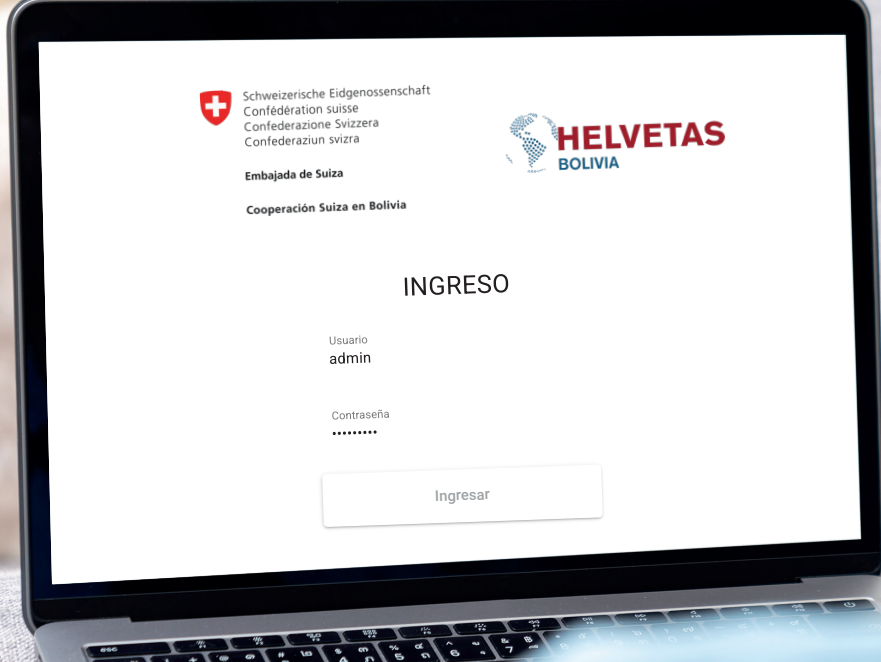 Schweizerische Eidgenossenschaft
Confédération suisse
Confederazione Svizzera
Confederaziun svizra
Embajada de Suiza
Cooperación Suiza en Bolivia
HELVETAS
BOLIVIA
INGRESO
Usuario
admin
Contraseña
•••••••••
Ingresar
esc